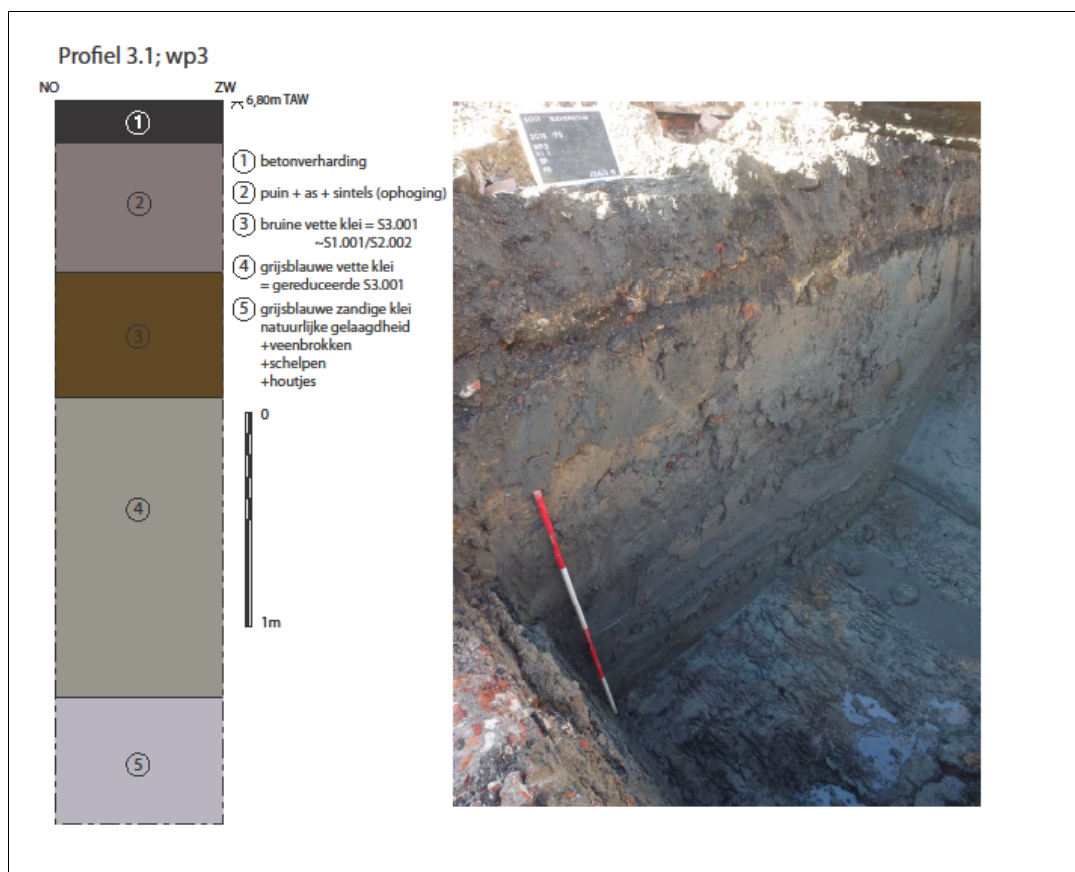 Profiel 3.1; wp3
NO
ZW
6,80m TAW
1
2
3
4
5
1 betonverharding
2 puin + as + sintels (ophoging)
3 bruine vette klei = S3.001
~S1.001/S2.002
4 grijsblauwe vette klei
= gereduceerde S3.001
5 grijsblauwe zandige klei
natuurlijke gelaagdheid
+veenbrokken
+schelpen
+houtjes
0
1m